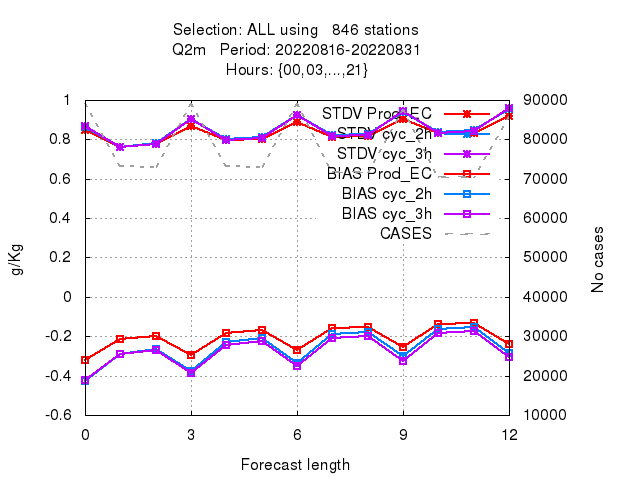 Selection: ALL using 846 stations
Q2m Period: 20220816-20220831
Hours: {00,03,...,21}
1 90000
STDV Prod_EC
0.8 80000
STDV cyc_2h
STDV cyc_3h
0.6 70000
BIAS Prod_EC
BIAS cyc_2h
0.4 60000
BIAS cyc_3h
CASES
0.2 50000
0 40000
-0.2 30000
-0.4 20000
-0.6 10000
g/Kg
No cases
0 3 6 9 12
Forecast length